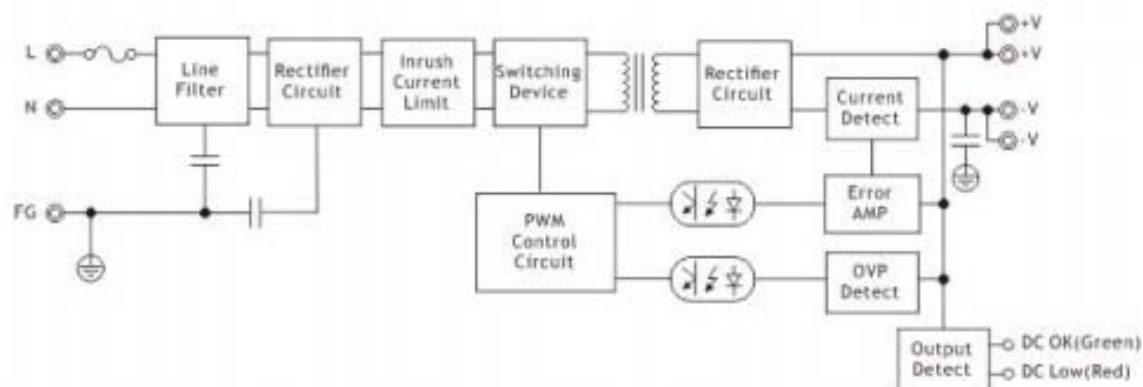 +V
L
+V
Line
Filter
Rectifier
Circuit
Inrush
Current
Limit
Switching
Device
Rectifier
Circuit
Current
Detect
N
-V
-V
FG
PWM
Control
Circuit
Error
AMP
OVP
Detect
Output
Detect
DC OK(Green)
DC Low(Red)